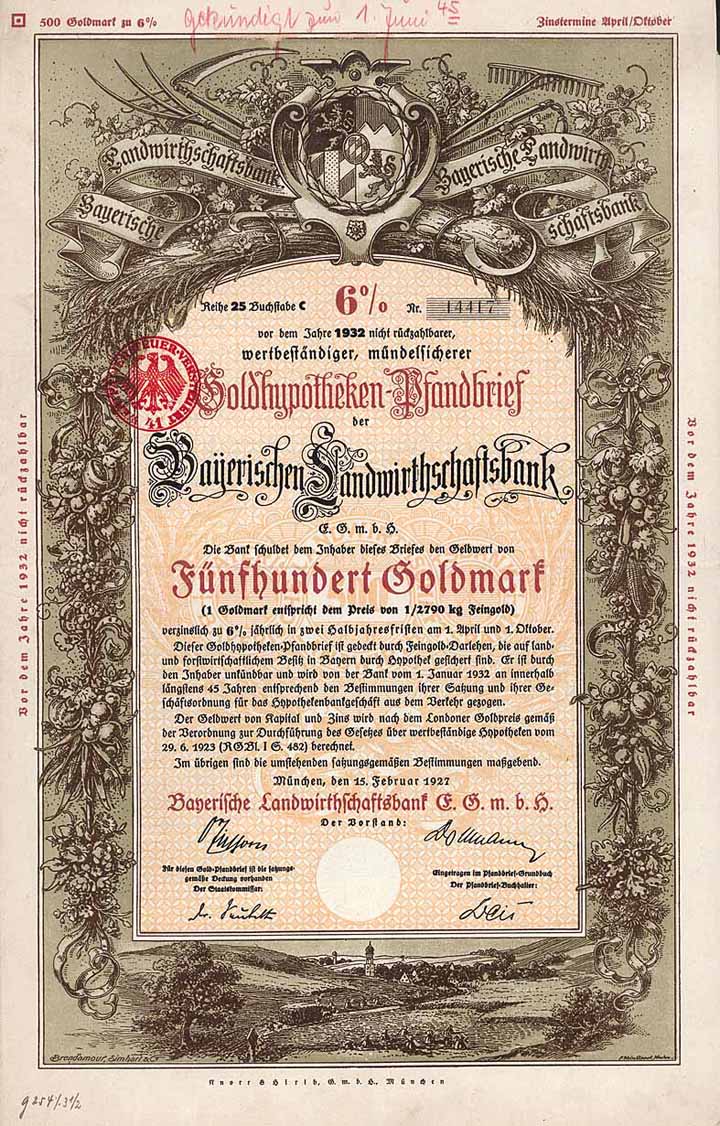 500 Goldmark zu 6%
gekündigt zum 1. Juni 45
Zinstermine April/Oktober
Bayerische Landwirthschaftsbank
Bayerische Landwirthschaftsbank
Reihe 25 Buchstabe C 6% Nr. 14417
vor dem Jahre 1932 nicht rückzahlbarer,
wertbeständiger, mündelsicherer
Goldhypotheken-Pfandbrief
der
Bayerischen Landwirthschaftsbank
E. G. m. b. H.
Die Bank schuldet dem Inhaber dieses Briefes den Geldwert von
Fünfhundert Goldmark
(1 Goldmark entspricht dem Preis von 1/2790 kg Feingold)
verzinslich zu 6% jährlich in zwei Halbjahresfristen am 1. April und 1. Oktober.
Dieser Goldhypotheken-Pfandbrief ist gedeckt durch Feingold-Darlehen, die auf land-
und forstwirtschaftlichem Besitz in Bayern durch Hypothek gesichert sind. Er ist durch
den Inhaber unkündbar und wird von der Bank vom 1. Januar 1932 an innerhalb
längstens 45 Jahren entsprechend den Bestimmungen ihrer Satzung und ihrer Ge-
schäftsordnung für das Hypothekenbankgeschäft aus dem Verkehr gezogen.
Der Geldwert von Kapital und Zins wird nach dem Londoner Goldpreis gemäß
der Verordnung zur Durchführung des Gesetzes über wertbeständige Hypotheken vom
29. 6. 1923 (RGBl. I S. 482) berechnet.
Im übrigen sind die umstehenden satzungsgemäßen Bestimmungen maßgebend.
München, den 15. Februar 1927
Bayerische Landwirthschaftsbank E. G. m. b. H.
Der Vorstand:
Für diesen Gold-Pfandbrief ist die satzungs-
gemäße Deckung vorhanden
Der Staatskommissar:
Eingetragen im Pfandbrief-Grundbuch
Der Pfandbrief-Buchhalter:
Vor dem Jahre 1932 nicht rückzahlbar
Vor dem Jahre 1932 nicht rückzahlbar
41
Knorr & Hirth, G. m. b. H., München